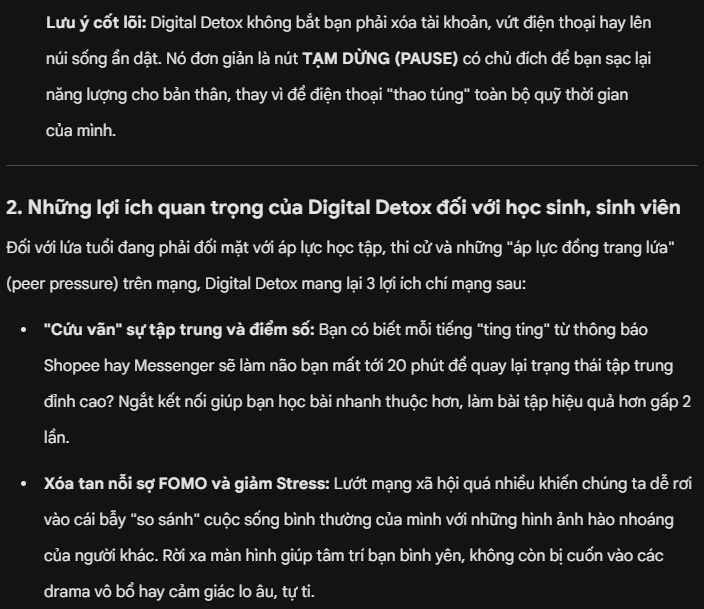 Lưu ý cốt lõi: Digital Detox không bắt bạn phải xóa tài khoản, vứt điện thoại hay lên
núi sống ẩn dật. Nó đơn giản là nút TẠM DỪNG (PAUSE) có chủ đích để bạn sạc lại
năng lượng cho bản thân, thay vì để điện thoại "thao túng" toàn bộ quỹ thời gian
của mình.
2. Những lợi ích quan trọng của Digital Detox đối với học sinh, sinh viên
Đối với lứa tuổi đang phải đối mặt với áp lực học tập, thi cử và những "áp lực đồng trang lứa"
(peer pressure) trên mạng, Digital Detox mang lại 3 lợi ích chí mạng sau:
• "Cứu vãn" sự tập trung và điểm số: Bạn có biết mỗi tiếng "ting ting" từ thông báo
Shopee hay Messenger sẽ làm não bạn mất tới 20 phút để quay lại trạng thái tập trung
đỉnh cao? Ngắt kết nối giúp bạn học bài nhanh thuộc hơn, làm bài tập hiệu quả hơn gấp 2
lần.
• Xóa tan nỗi sợ FOMO và giảm Stress: Lướt mạng xã hội quá nhiều khiến chúng ta dễ rơi
vào cái bẫy "so sánh" cuộc sống bình thường của mình với những hình ảnh hào nhoáng
của người khác. Rời xa màn hình giúp tâm trí bạn bình yên, không còn bị cuốn vào các
drama vô bổ hay cảm giác lo âu, tự ti.